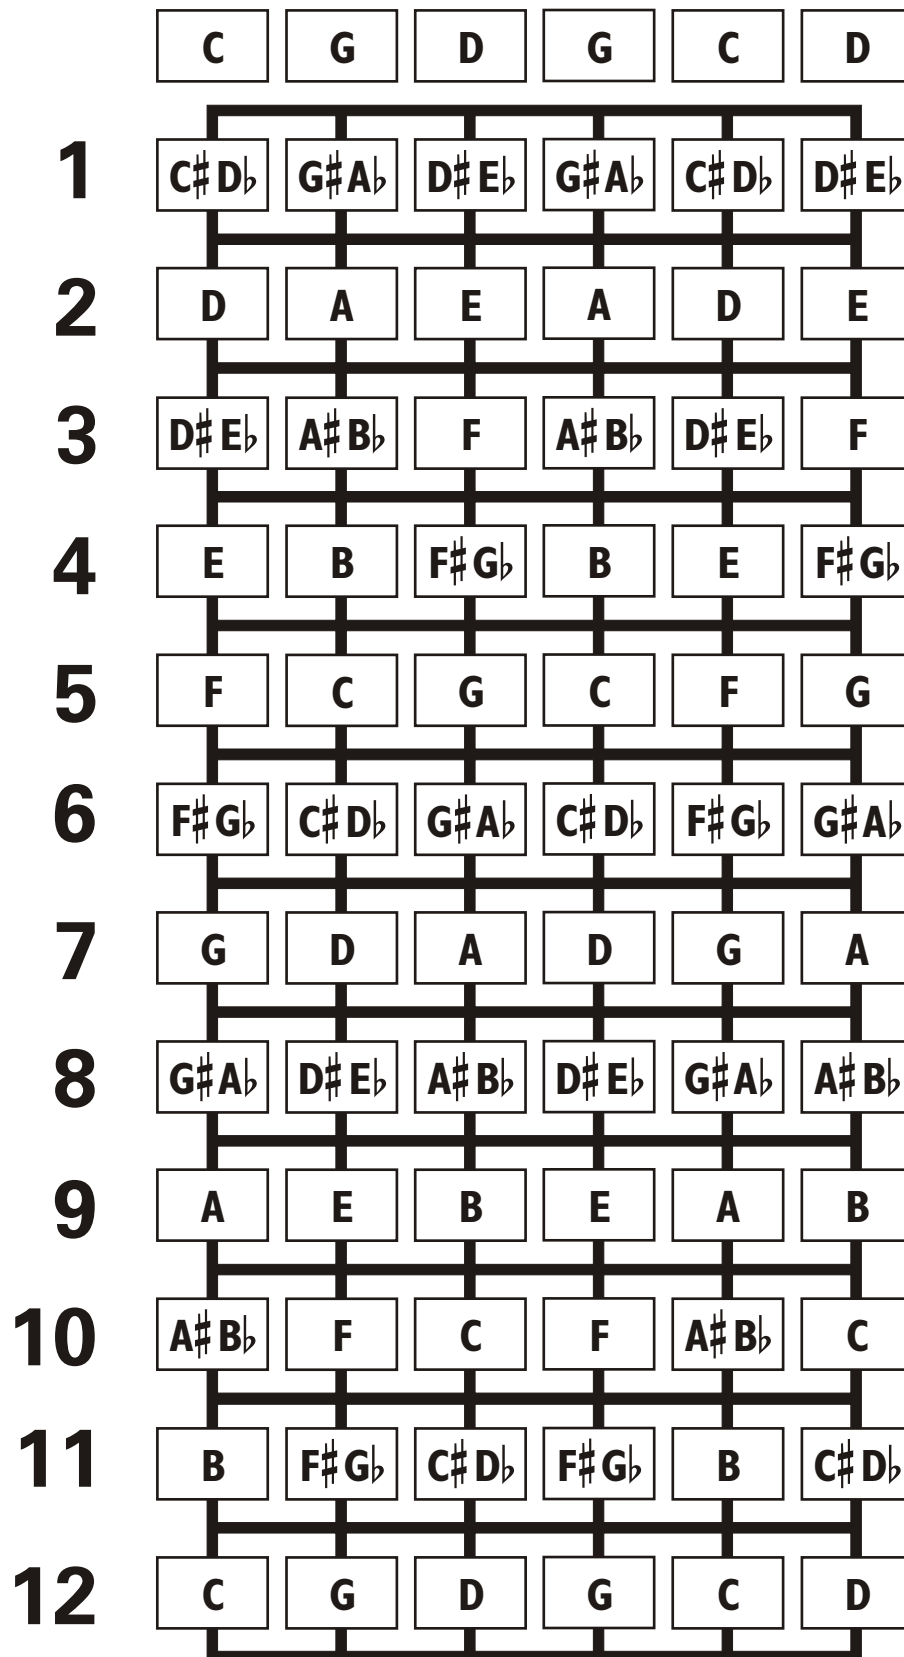 C G D G C D
1 C♯D♭ G♯A♭ D♯E♭ G♯A♭ C♯D♭ D♯E♭
2 D A E A D E
3 D♯E♭ A♯B♭ F A♯B♭ D♯E♭ F
4 E B F♯G♭ B E F♯G♭
5 F C G C F G
6 F♯G♭ C♯D♭ G♯A♭ C♯D♭ F♯G♭ G♯A♭
7 G D A D G A
8 G♯A♭ D♯E♭ A♯B♭ D♯E♭ G♯A♭ A♯B♭
9 A E B E A B
10 A♯B♭ F C F A♯B♭ C
11 B F♯G♭ C♯D♭ F♯G♭ B C♯D♭
12 C G D G C D